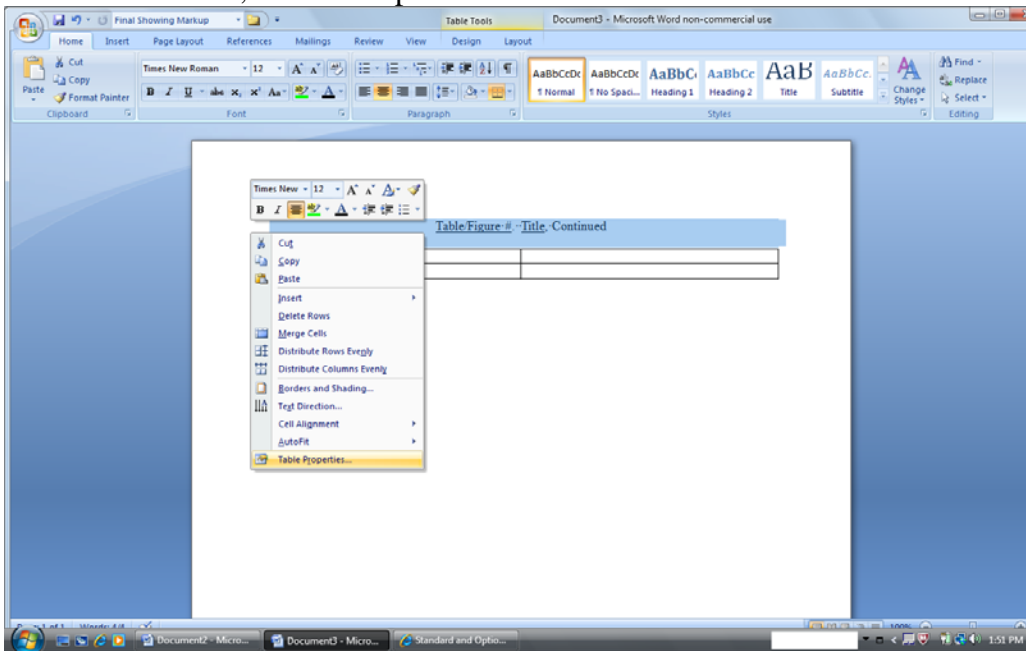 Final Showing Markup
Table Tools
Document3 - Microsoft Word non-commercial use
Home Insert Page Layout References Mailings Review View Design Layout
Paste
Cut
Copy
Format Painter
Clipboard
Times New Roman 12
Font
Paragraph
AaBbCcDc AaBbCcDc AaBbC AaBbCc AaB AaBbCc.
¶ Normal ¶ No Spaci... Heading 1 Heading 2 Title Subtitle
Change Styles
Styles
Find
Replace
Select
Editing
Times New 12
B I
Table/Figure #. Title, Continued
Cut
Copy
Paste
Insert
Delete Rows
Merge Cells
Distribute Rows Evenly
Distribute Columns Evenly
Borders and Shading...
Text Direction...
Cell Alignment
AutoFit
Table Properties...
100%
Document2 - Micro... Document3 - Micro... Standard and Optio... 1:51 PM